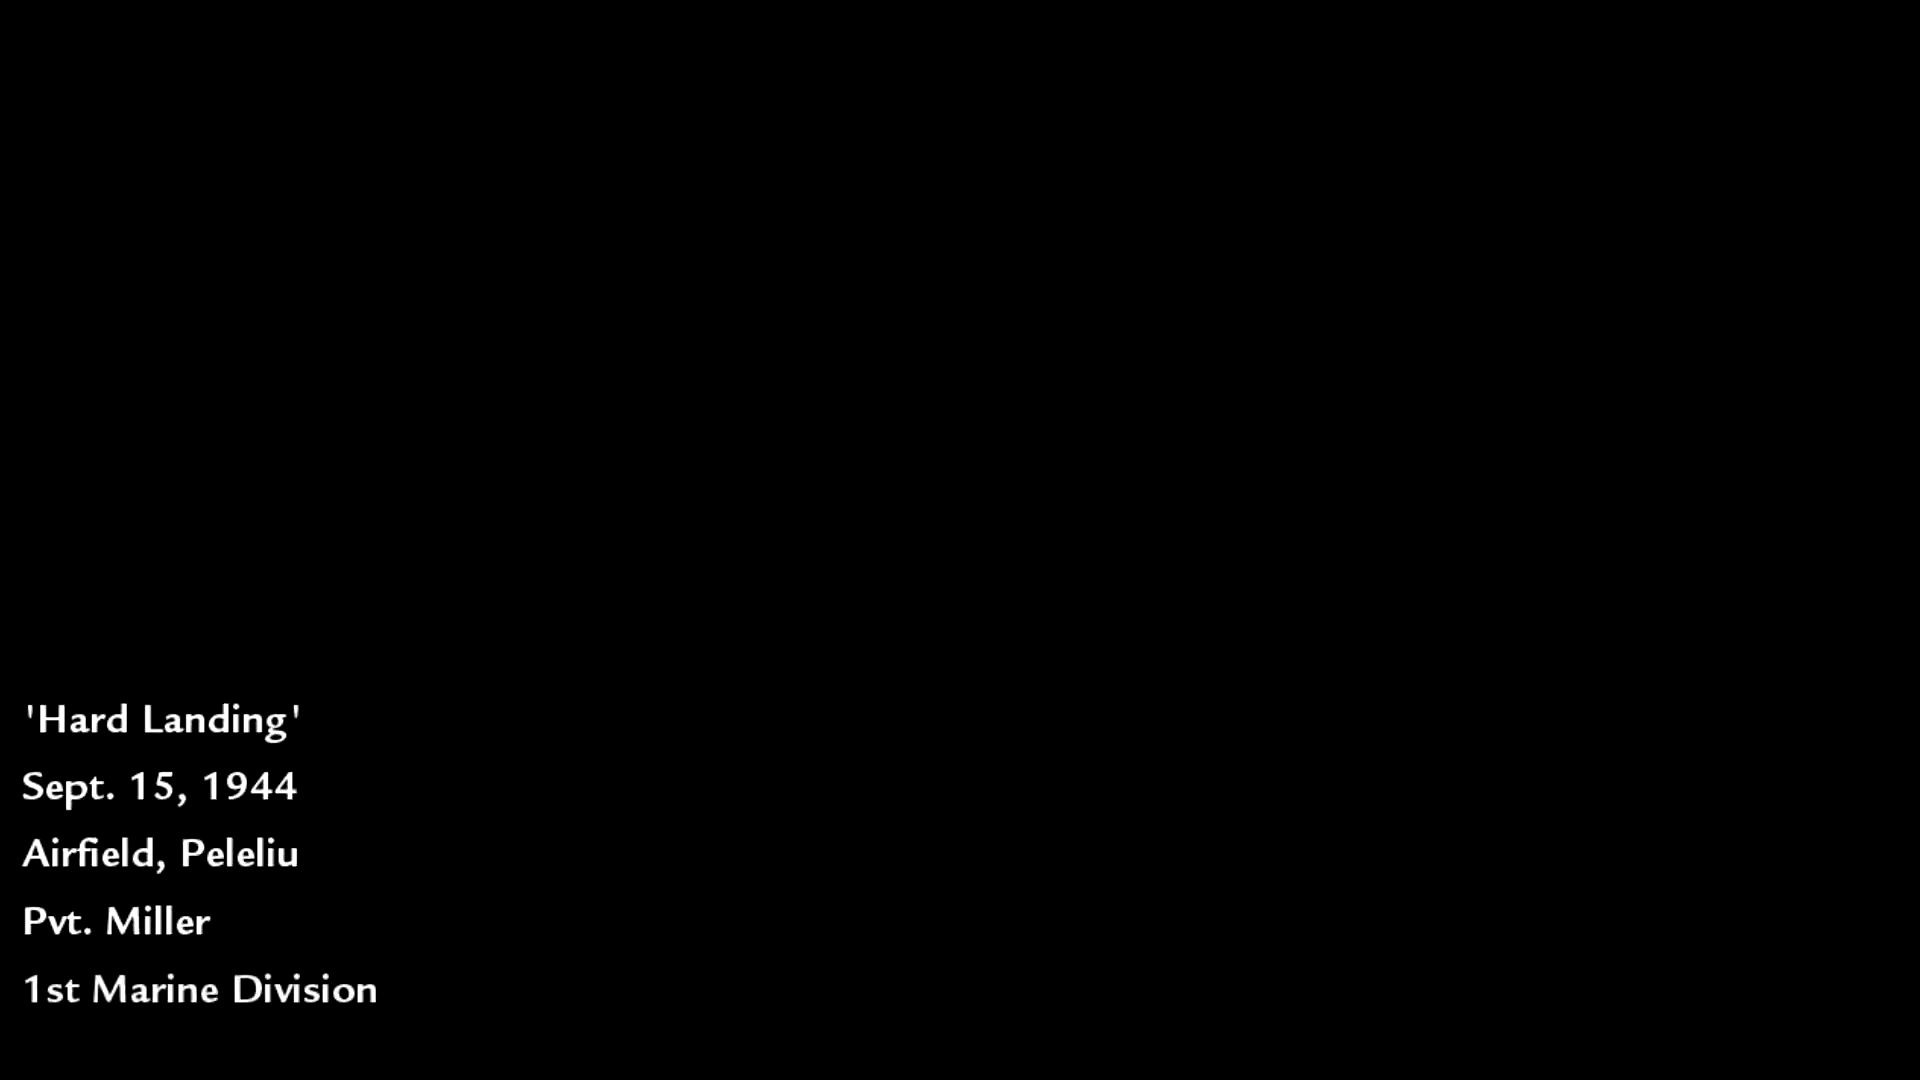 'Hard Landing'
Sept. 15, 1944
Airfield, Peleliu
Pvt. Miller
1st Marine Division